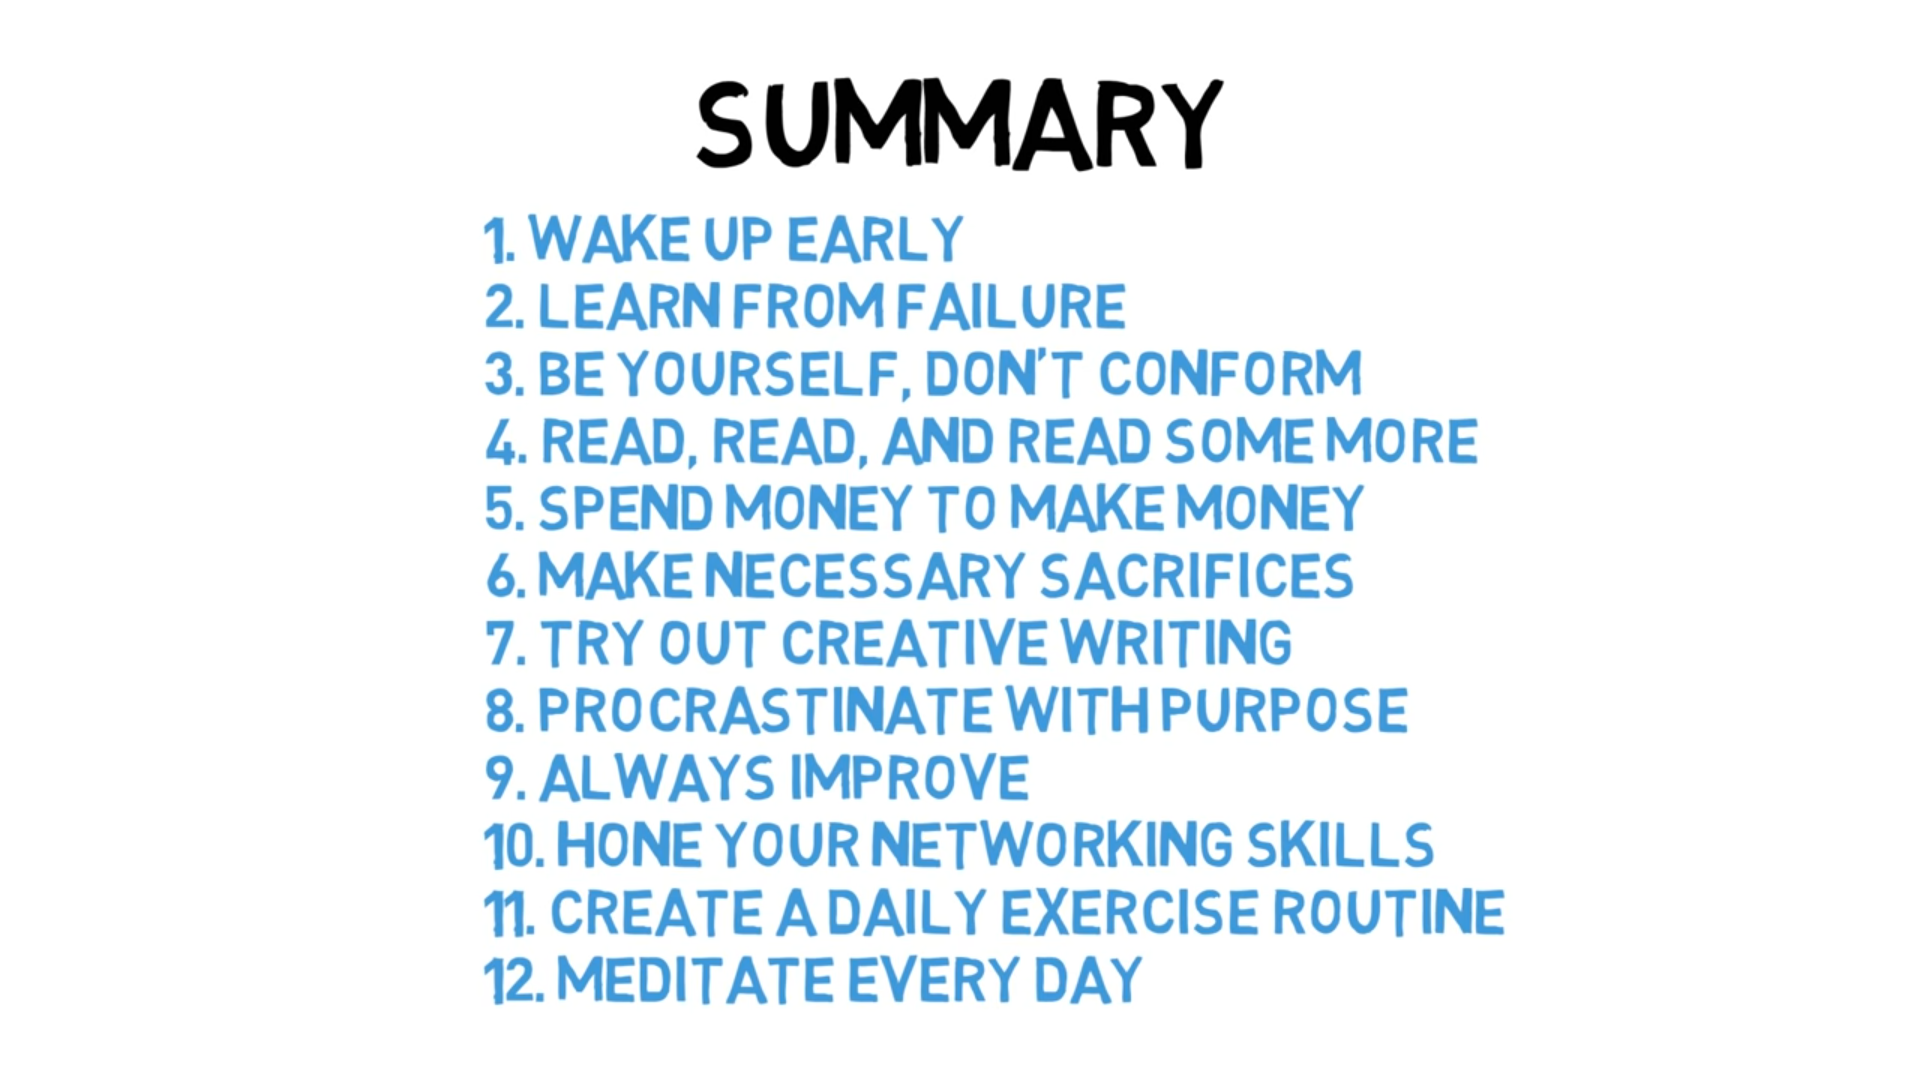 SUMMARY
1. WAKE UP EARLY
2. LEARN FROM FAILURE
3. BE YOURSELF, DON'T CONFORM
4. READ, READ, AND READ SOME MORE
5. SPEND MONEY TO MAKE MONEY
6. MAKE NECESSARY SACRIFICES
7. TRY OUT CREATIVE WRITING
8. PROCRASTINATE WITH PURPOSE
9. ALWAYS IMPROVE
10. HONE YOUR NETWORKING SKILLS
11. CREATE A DAILY EXERCISE ROUTINE
12. MEDITATE EVERY DAY